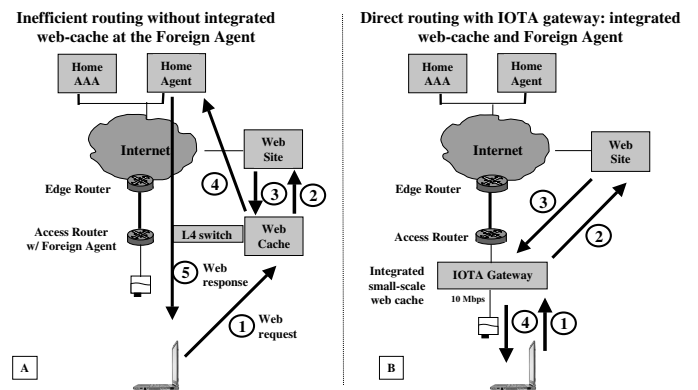 Inefficient routing without integrated
web-cache at the Foreign Agent
Home
AAA
Home
Agent
Internet
Web
Site
4
3
2
Edge Router
Access Router
w/ Foreign Agent
L4 switch
Web
Cache
5
Web
response
1
Web
request
A
Direct routing with IOTA gateway: integrated
web-cache and Foreign Agent
Home
AAA
Home
Agent
Internet
Web
Site
Edge Router
3
2
Access Router
Integrated
small-scale
web cache
IOTA Gateway
10 Mbps
4
1
B